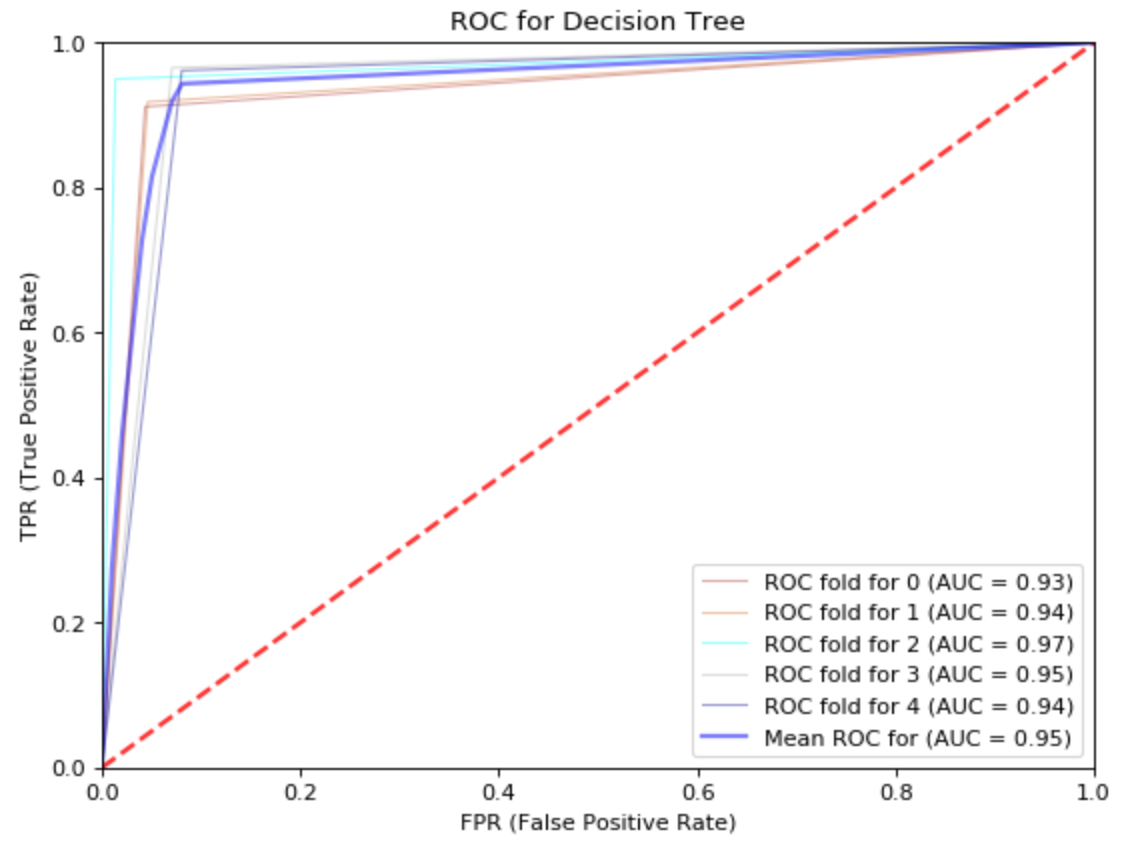 ROC for Decision Tree
1.0
0.8
0.6
0.4
0.2
0.0
TPR (True Positive Rate)
ROC fold for 0 (AUC = 0.93)
ROC fold for 1 (AUC = 0.94)
ROC fold for 2 (AUC = 0.97)
ROC fold for 3 (AUC = 0.95)
ROC fold for 4 (AUC = 0.94)
Mean ROC for (AUC = 0.95)
0.0 0.2 0.4 0.6 0.8 1.0
FPR (False Positive Rate)